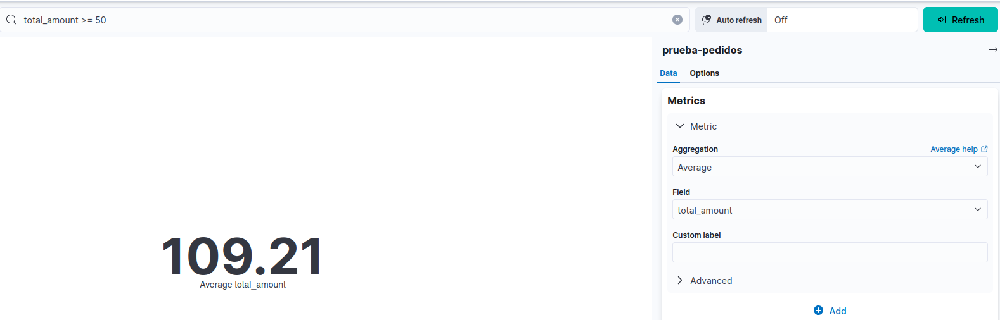 total_amount >= 50
Auto refresh
Off
Refresh
prueba-pedidos
Data
Options
Metrics
Metric
Aggregation
Average help
Average
Field
total_amount
Custom label
Advanced
Add
109.21
Average total_amount